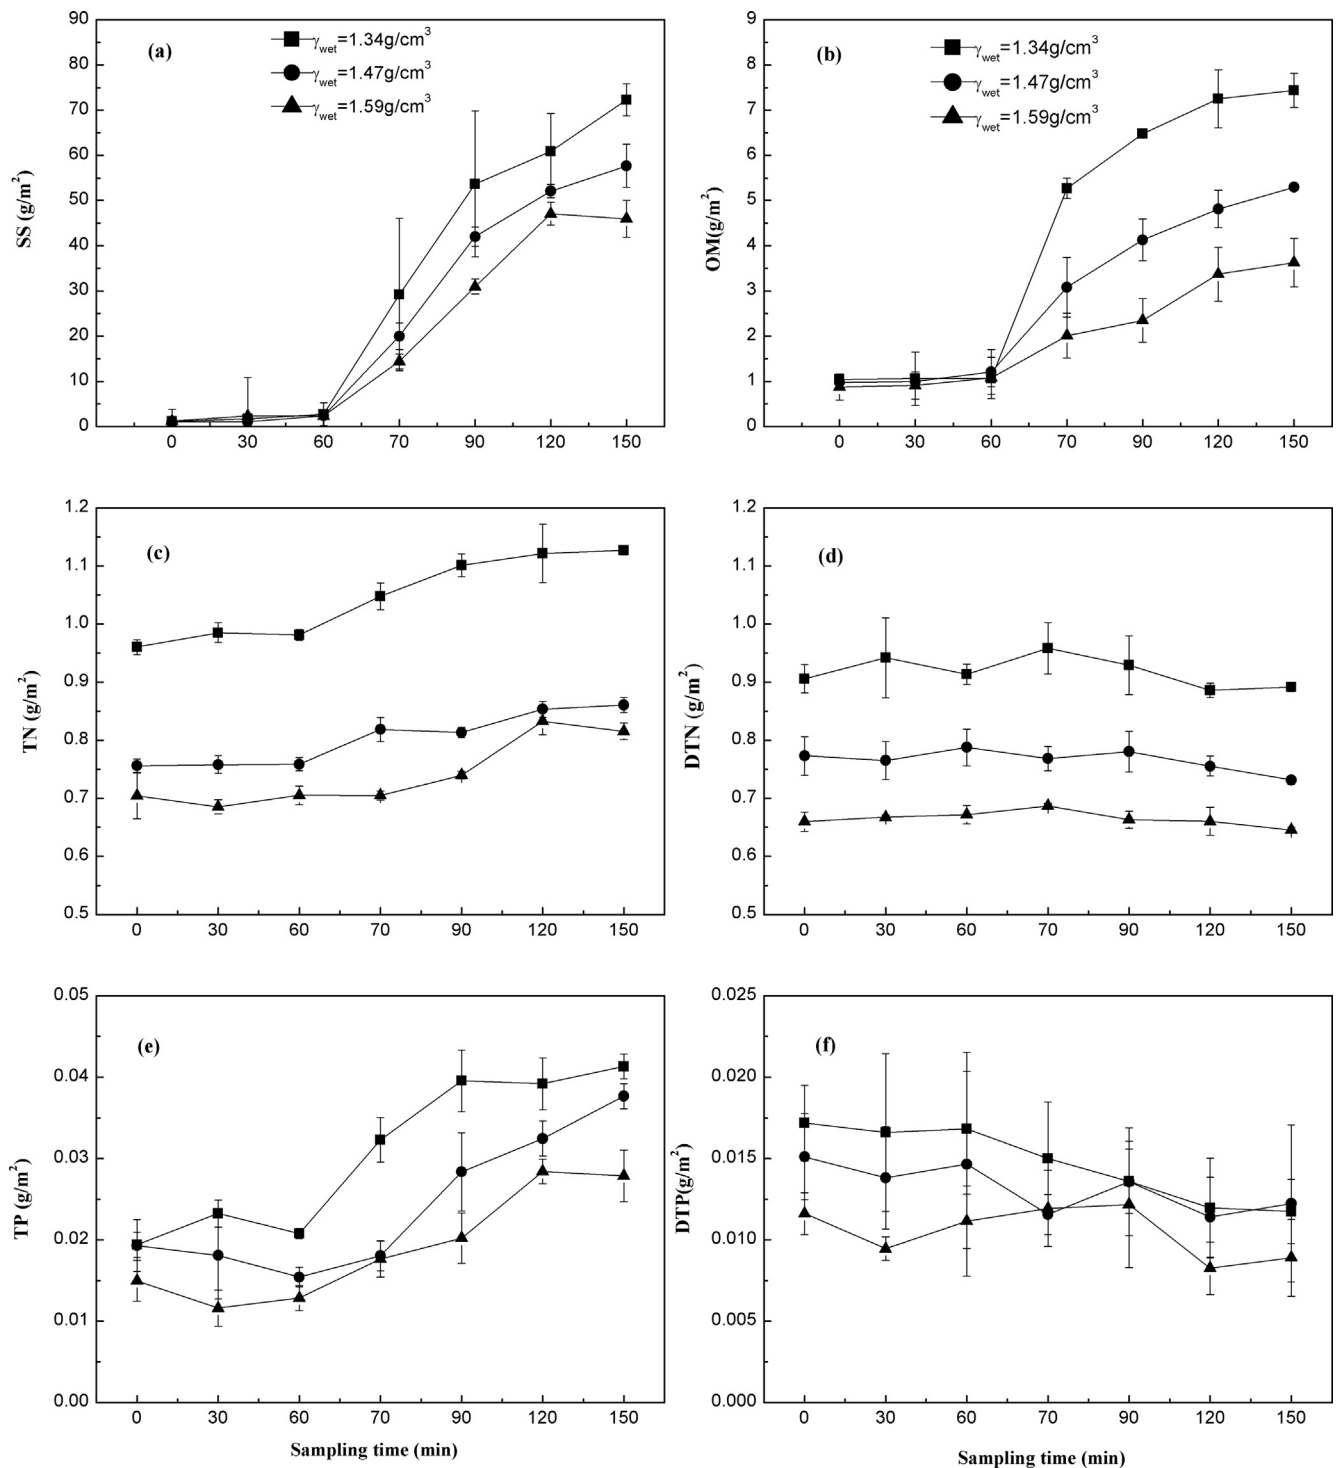 (a)
γwet=1.34g/cm³
γwet=1.47g/cm³
γwet=1.59g/cm³
90
80
70
60
50
40
30
20
10
0
SS (g/m²)
0 30 60 70 90 120 150
(b)
γwet=1.34g/cm³
γwet=1.47g/cm³
γwet=1.59g/cm³
9
8
7
6
5
4
3
2
1
0
OM(g/m²)
0 30 60 70 90 120 150
(c)
1.2
1.1
1.0
0.9
0.8
0.7
0.6
0.5
TN (g/m²)
0 30 60 70 90 120 150
(d)
1.2
1.1
1.0
0.9
0.8
0.7
0.6
0.5
DTN (g/m²)
0 30 60 70 90 120 150
(e)
0.05
0.04
0.03
0.02
0.01
0.00
TP (g/m²)
0 30 60 70 90 120 150
Sampling time (min)
(f)
0.025
0.020
0.015
0.010
0.005
0.000
DTP(g/m²)
0 30 60 70 90 120 150
Sampling time (min)